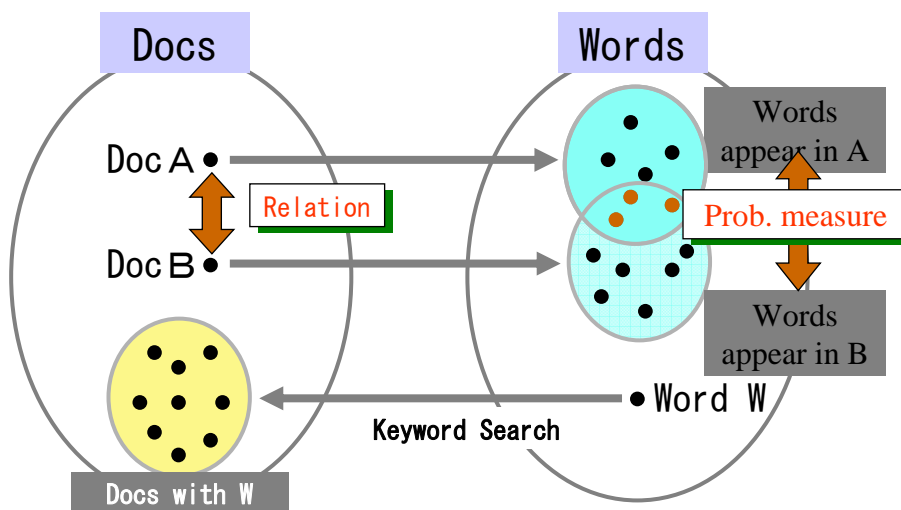 Docs
Words
Words
appear in A
Doc A
Relation
Prob. measure
Doc B
Words
appear in B
Word W
Keyword Search
Docs with W